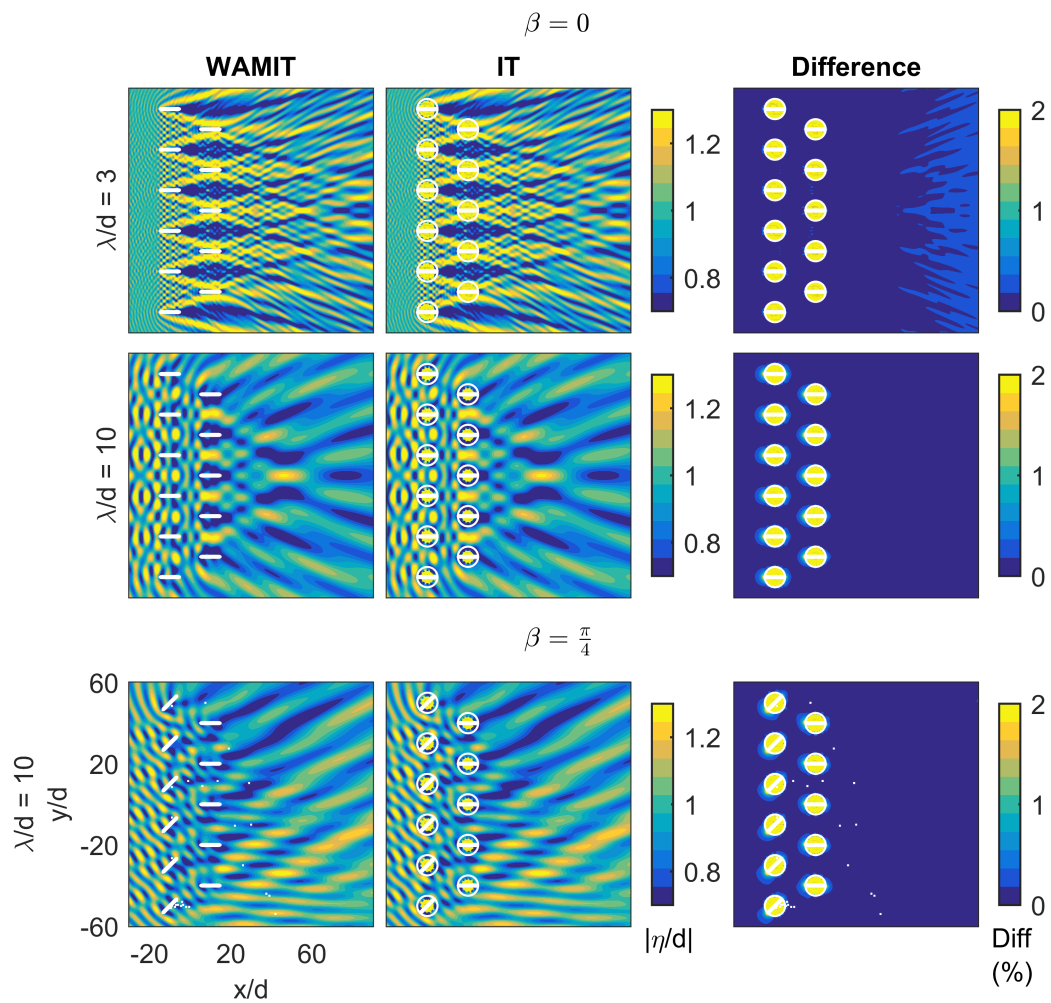 β = 0
WAMIT IT Difference
λ/d = 3
1.2
1
0.8
2
1
0
λ/d = 10
1.2
1
0.8
2
1
0
β = π/4
λ/d = 10
y/d
60
20
-20
-60
-20 20 60
x/d
1.2
1
0.8
|η/d|
2
1
0
Diff
(%)